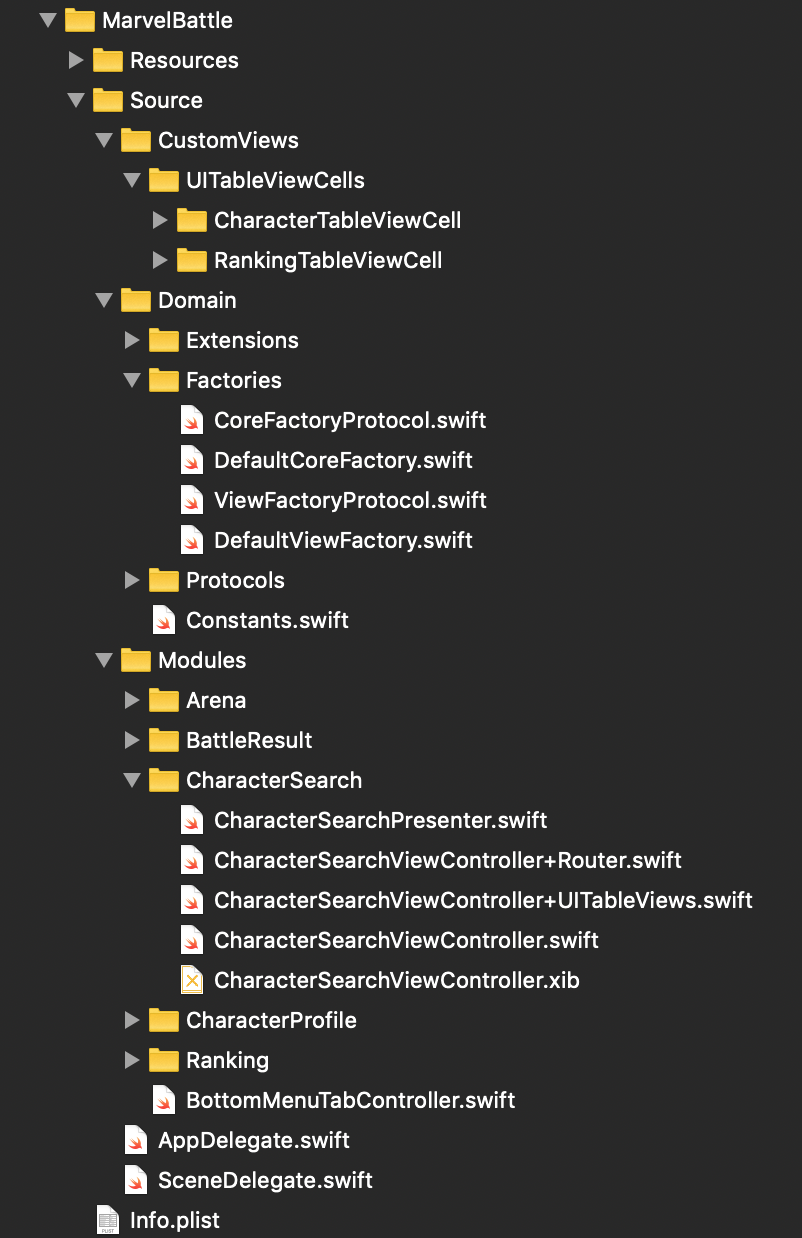 MarvelBattle
Resources
Source
CustomViews
UITableViewCells
CharacterTableViewCell
RankingTableViewCell
Domain
Extensions
Factories
CoreFactoryProtocol.swift
DefaultCoreFactory.swift
ViewFactoryProtocol.swift
DefaultViewFactory.swift
Protocols
Constants.swift
Modules
Arena
BattleResult
CharacterSearch
CharacterSearchPresenter.swift
CharacterSearchViewController+Router.swift
CharacterSearchViewController+UITableViews.swift
CharacterSearchViewController.swift
CharacterSearchViewController.xib
CharacterProfile
Ranking
BottomMenuTabController.swift
AppDelegate.swift
SceneDelegate.swift
Info.plist
PLIST